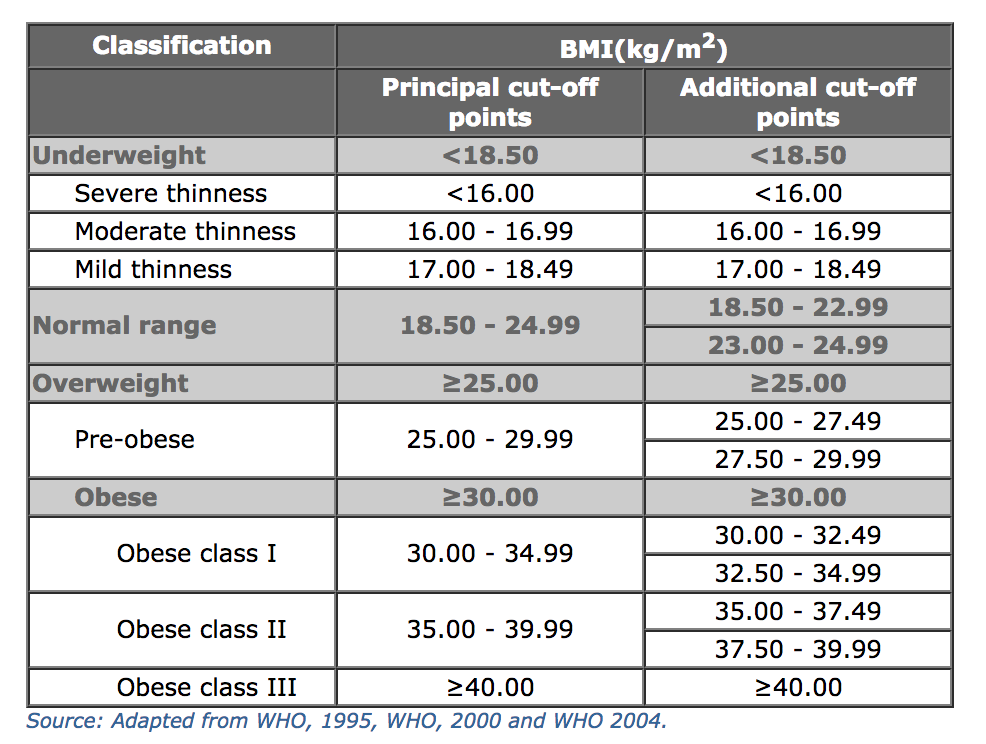 Classification BMI(kg/m²)
Principal cut-off points Additional cut-off points
Underweight <18.50 <18.50
Severe thinness <16.00 <16.00
Moderate thinness 16.00 - 16.99 16.00 - 16.99
Mild thinness 17.00 - 18.49 17.00 - 18.49
Normal range 18.50 - 24.99 18.50 - 22.99
23.00 - 24.99
Overweight ≥25.00 ≥25.00
Pre-obese 25.00 - 29.99 25.00 - 27.49
27.50 - 29.99
Obese ≥30.00 ≥30.00
Obese class I 30.00 - 34.99 30.00 - 32.49
32.50 - 34.99
Obese class II 35.00 - 39.99 35.00 - 37.49
37.50 - 39.99
Obese class III ≥40.00 ≥40.00
Source: Adapted from WHO, 1995, WHO, 2000 and WHO 2004.